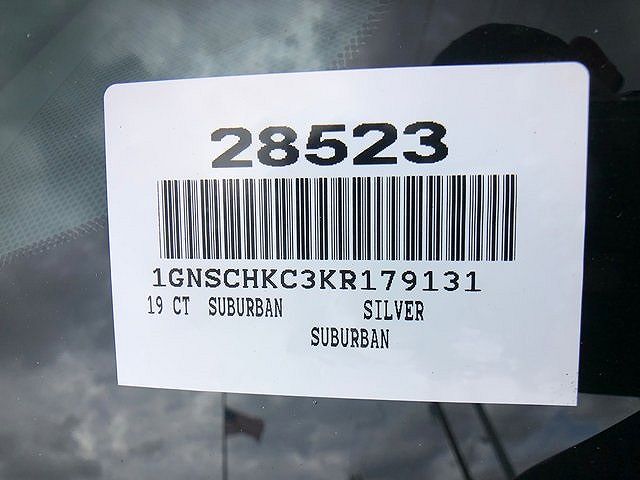 28523
1GNSCHKC3KR179131
19 CT SUBURBAN SILVER
SUBURBAN